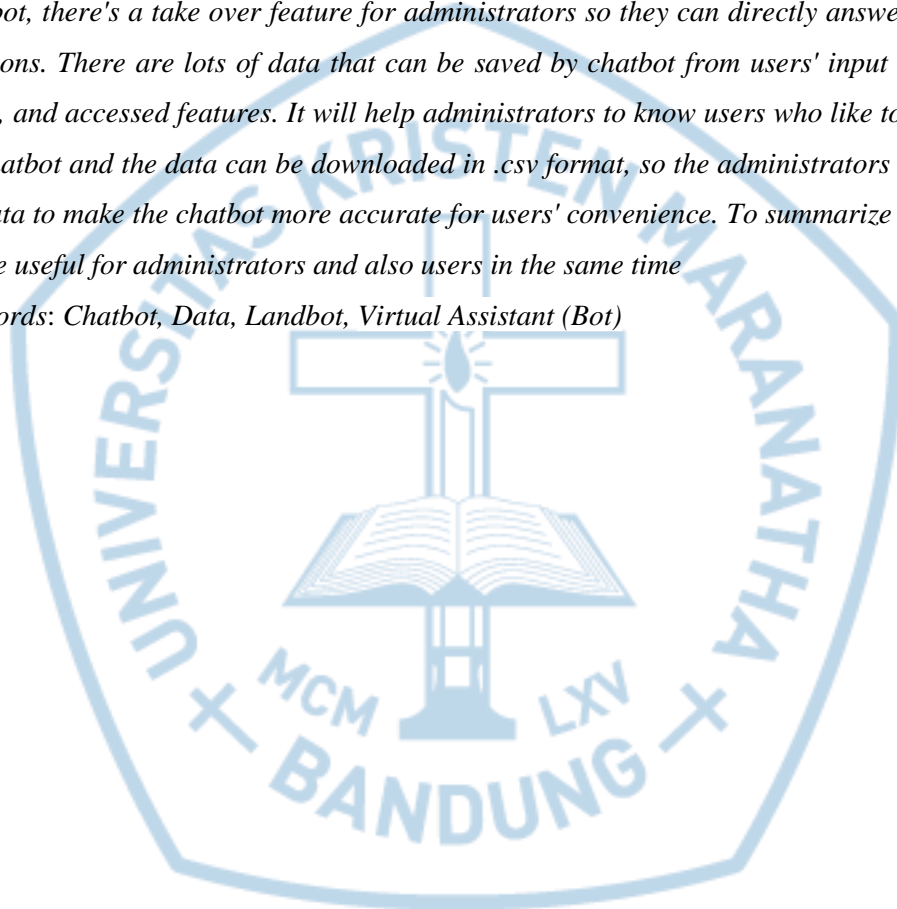 ot, there's a take over feature for administrators so they can directly answe
ons. There are lots of data that can be saved by chatbot from users' input
, and accessed features. It will help administrators to know users who like to
atbot and the data can be downloaded in .csv format, so the administrators
ta to make the chatbot more accurate for users' convenience. To summarize
e useful for administrators and also users in the same time
ords: Chatbot, Data, Landbot, Virtual Assistant (Bot)
UNIVERSITAS KRISTEN MARANATHA
MCM LXV
BANDUNG